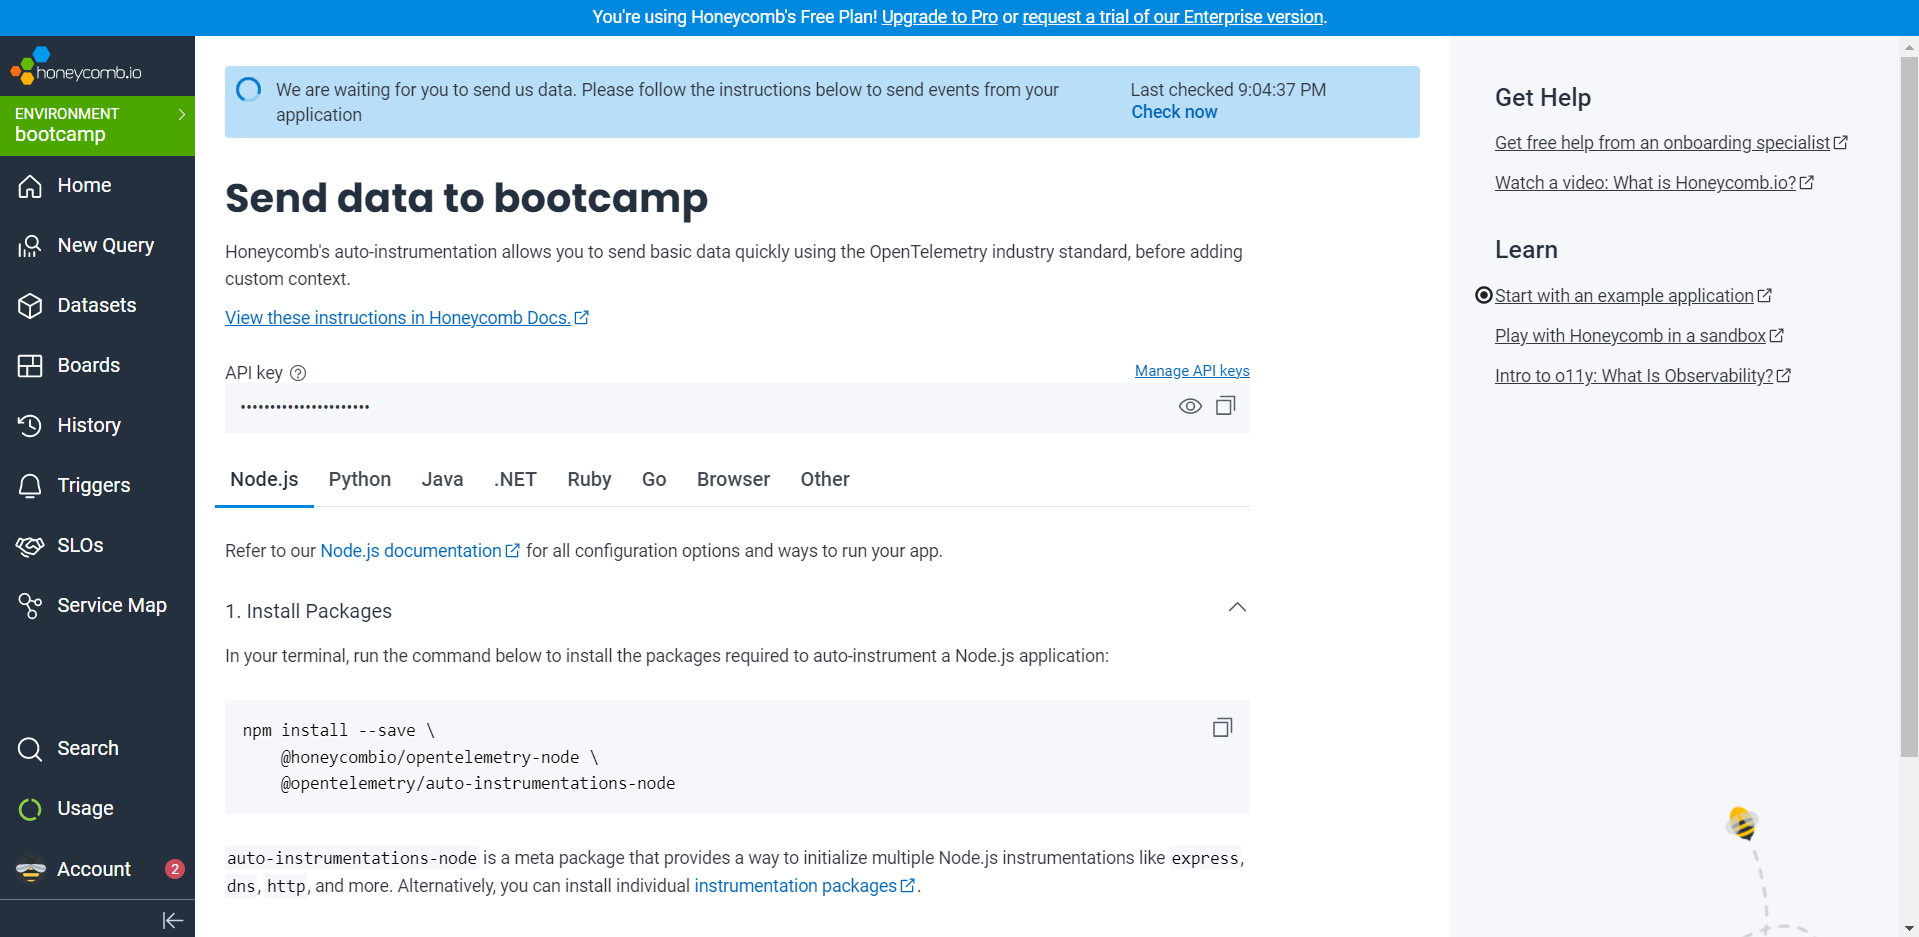 You're using Honeycomb's Free Plan! Upgrade to Pro or request a trial of our Enterprise version.
honeycomb.io
ENVIRONMENT
bootcamp
Home
New Query
Datasets
Boards
History
Triggers
SLOs
Service Map
Search
Usage
Account 2
We are waiting for you to send us data. Please follow the instructions below to send events from your
application
Last checked 9:04:37 PM
Check now
Send data to bootcamp
Honeycomb's auto-instrumentation allows you to send basic data quickly using the OpenTelemetry industry standard, before adding
custom context.
View these instructions in Honeycomb Docs.
API key
Manage API keys
••••••••••••••••••••••
Node.js Python Java .NET Ruby Go Browser Other
Refer to our Node.js documentation for all configuration options and ways to run your app.
1. Install Packages
In your terminal, run the command below to install the packages required to auto-instrument a Node.js application:
npm install --save \
@honeycombio/opentelemetry-node \
@opentelemetry/auto-instrumentations-node
auto-instrumentations-node is a meta package that provides a way to initialize multiple Node.js instrumentations like express,
dns, http, and more. Alternatively, you can install individual instrumentation packages.
Get Help
Get free help from an onboarding specialist
Watch a video: What is Honeycomb.io?
Learn
Start with an example application
Play with Honeycomb in a sandbox
Intro to o11y: What Is Observability?